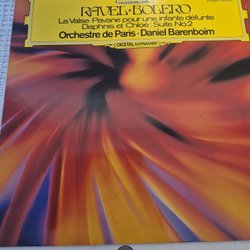 RAVEL·BOLERO
La Valse·Pavane pour une infante défunte
Daphnis et Chloé: Suite No.2
DIGITAL AUFNAHME
Orchestre de Paris·Daniel Barenboim